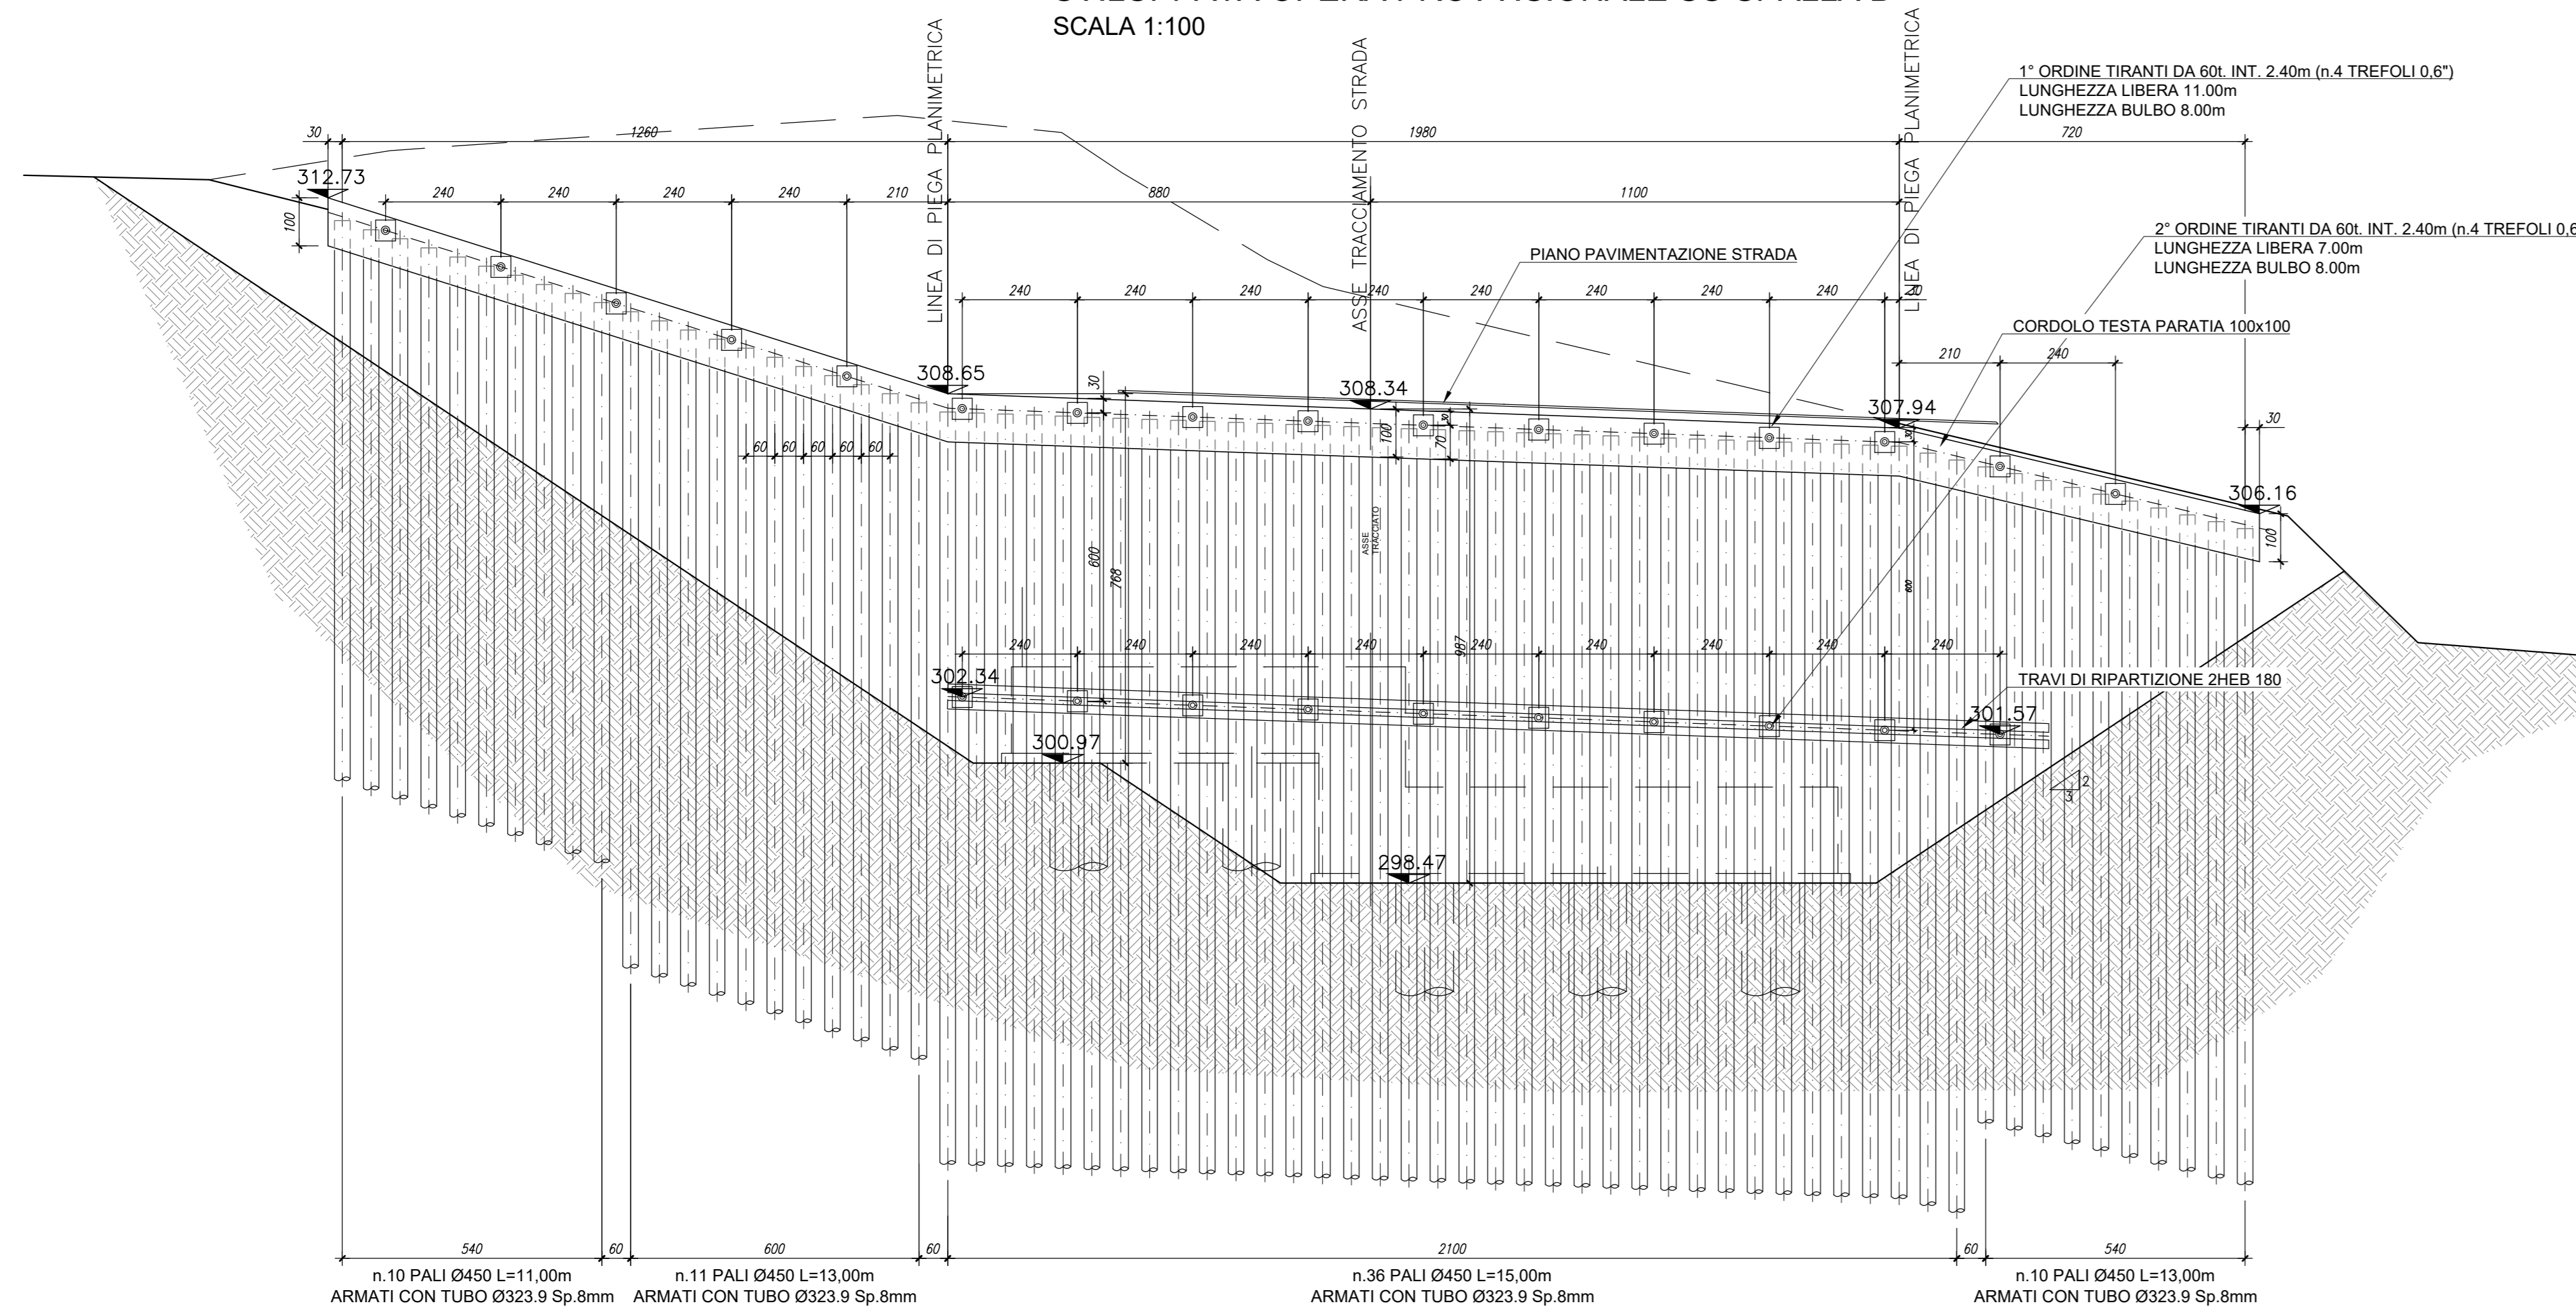 SCALA 1:100
LINEA DI PIEGA PLANIMETRICA
ASSE TRACCIAMENTO STRADA
LINEA DI PIEGA PLANIMETRICA
1° ORDINE TIRANTI DA 60t. INT. 2.40m (n.4 TREFOLI 0,6")
LUNGHEZZA LIBERA 11.00m
LUNGHEZZA BULBO 8.00m
30 1260 1980 720
312.73
240 240 240 240 210 880 1100
100
2° ORDINE TIRANTI DA 60t. INT. 2.40m (n.4 TREFOLI 0,6
LUNGHEZZA LIBERA 7.00m
LUNGHEZZA BULBO 8.00m
PIANO PAVIMENTAZIONE STRADA
240 240 240 240 240 240 240 240 30
CORDOLO TESTA PARATIA 100x100
210 240
308.65
30
308.34
307.94
30
30
100
70
30
60 60 60 60 60
306.16
100
ASSE
TRACCIATO
600
768
600
987
240 240 240 240 240 240 240 240 240
302.34
TRAVI DI RIPARTIZIONE 2HEB 180
301.57
300.97
2
3
298.47
540 60 600 60 2100 60 540
n.10 PALI Ø450 L=11,00m
ARMATI CON TUBO Ø323.9 Sp.8mm
n.11 PALI Ø450 L=13,00m
ARMATI CON TUBO Ø323.9 Sp.8mm
n.36 PALI Ø450 L=15,00m
ARMATI CON TUBO Ø323.9 Sp.8mm
n.10 PALI Ø450 L=13,00m
ARMATI CON TUBO Ø323.9 Sp.8mm